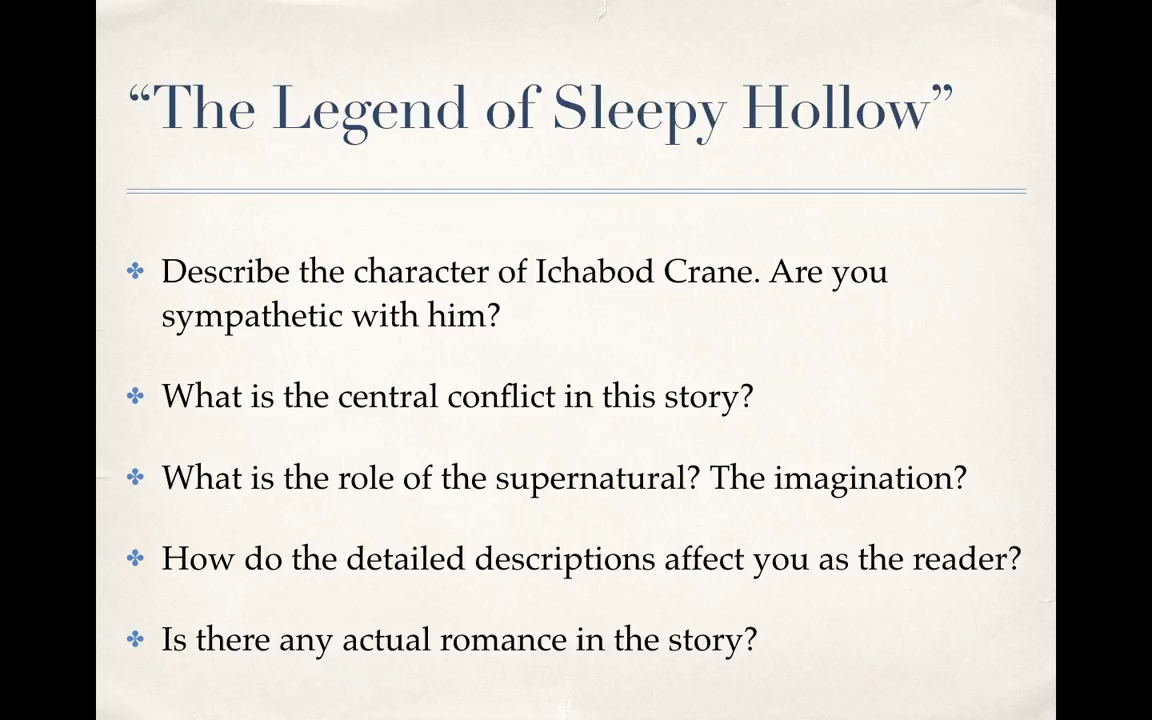 “The Legend of Sleepy Hollow”
Describe the character of Ichabod Crane. Are you
sympathetic with him?
What is the central conflict in this story?
What is the role of the supernatural? The imagination?
How do the detailed descriptions affect you as the reader?
Is there any actual romance in the story?